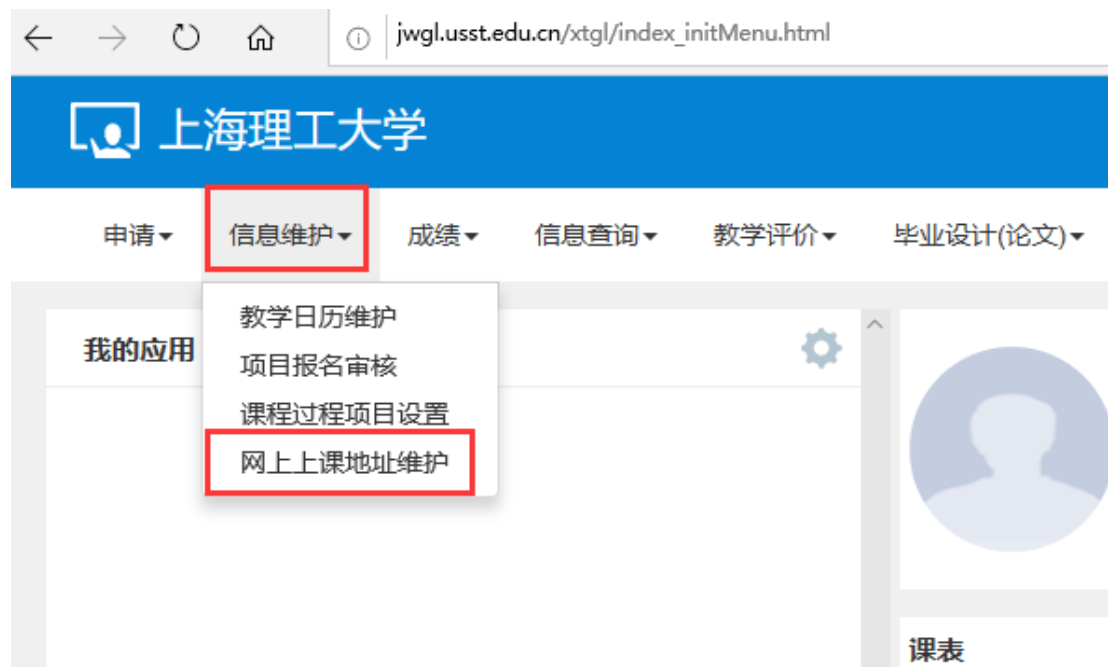 jwgl.usst.edu.cn/xtgl/index_initMenu.html
上海理工大学
申请 信息维护 成绩 信息查询 教学评价 毕业设计(论文)
教学日历维护
我的应用
项目报名审核
课程过程项目设置
网上上课地址维护
课表